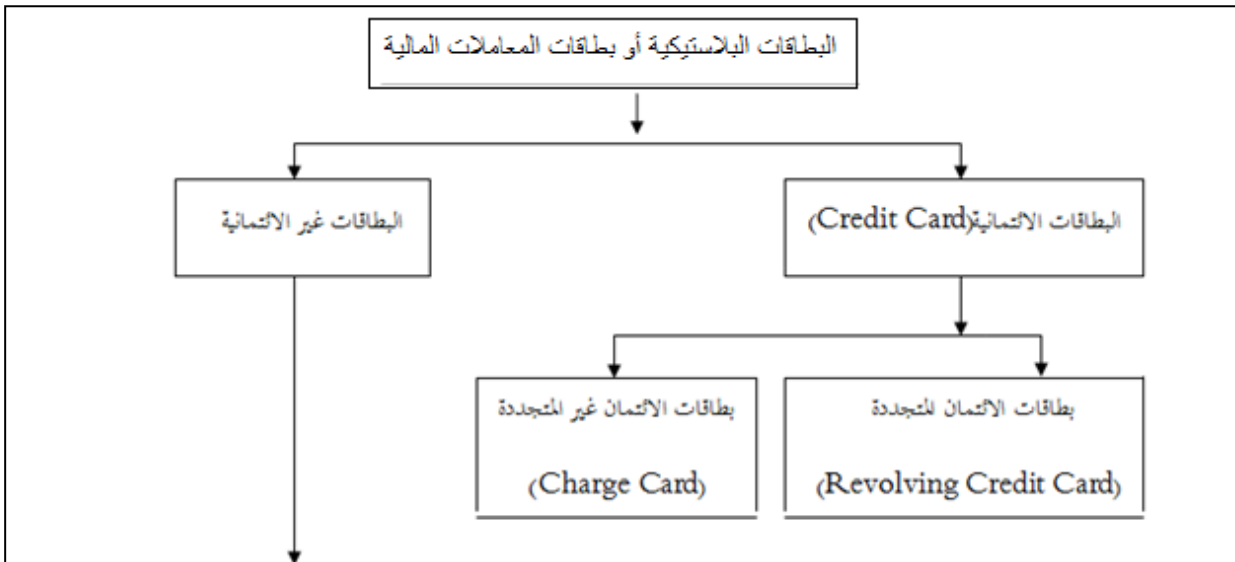 البطاقات البلاستيكية أو بطاقات المعاملات المالية
البطاقات الائتمانية(Credit Card)
البطاقات غير الائتمانية
بطاقات الائتمان المتجددة
(Revolving Credit Card)
بطاقات الائتمان غير المتجددة
(Charge Card)